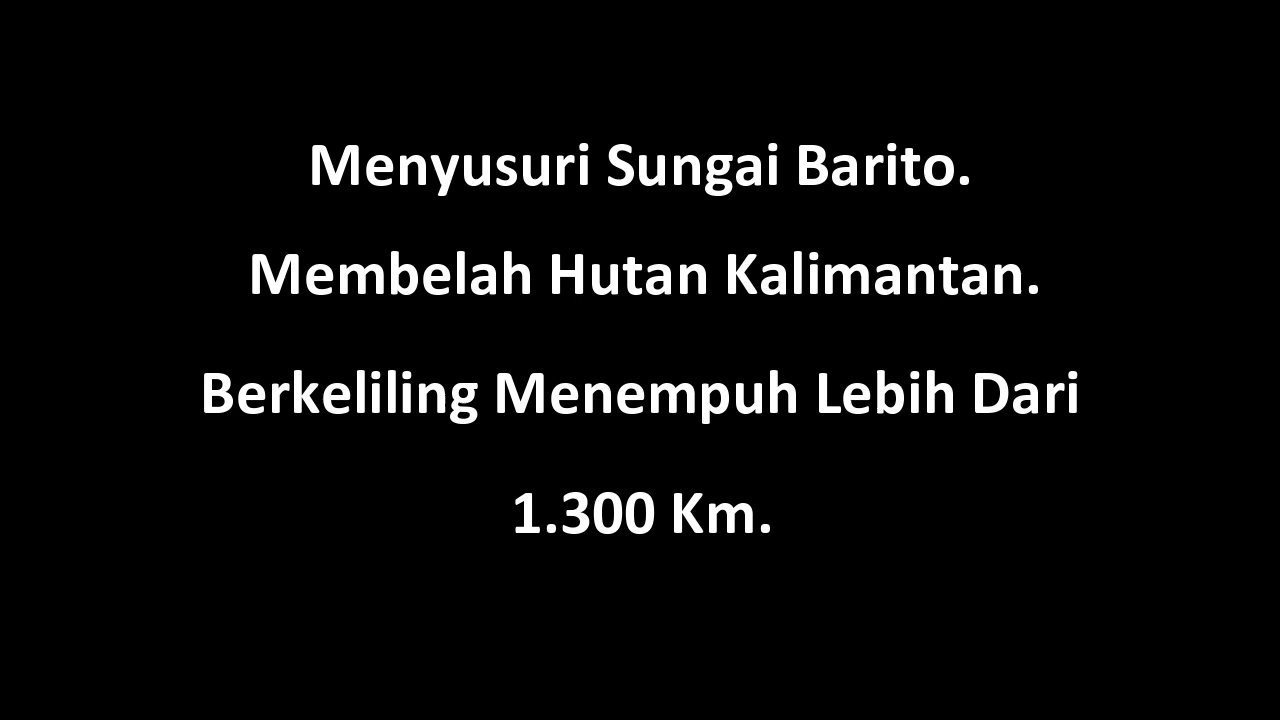 Menyusuri Sungai Barito.
Membelah Hutan Kalimantan.
Berkeliling Menempuh Lebih Dari
1.300 Km.